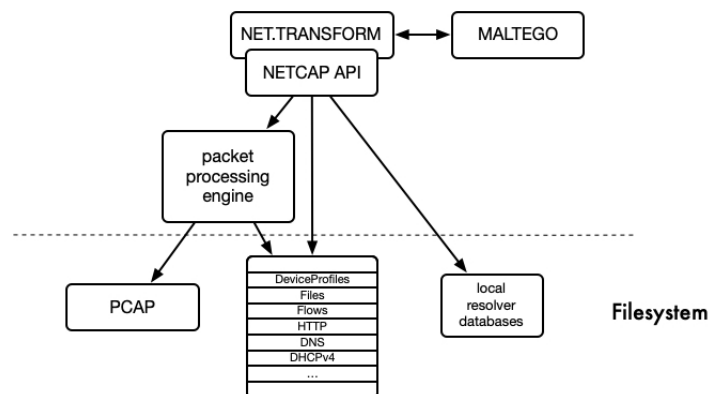 NET.TRANSFORM
MALTEGO
NETCAP API
packet
processing
engine
PCAP
DeviceProfiles
Files
Flows
HTTP
DNS
DHCPv4
...
local
resolver
databases
Filesystem